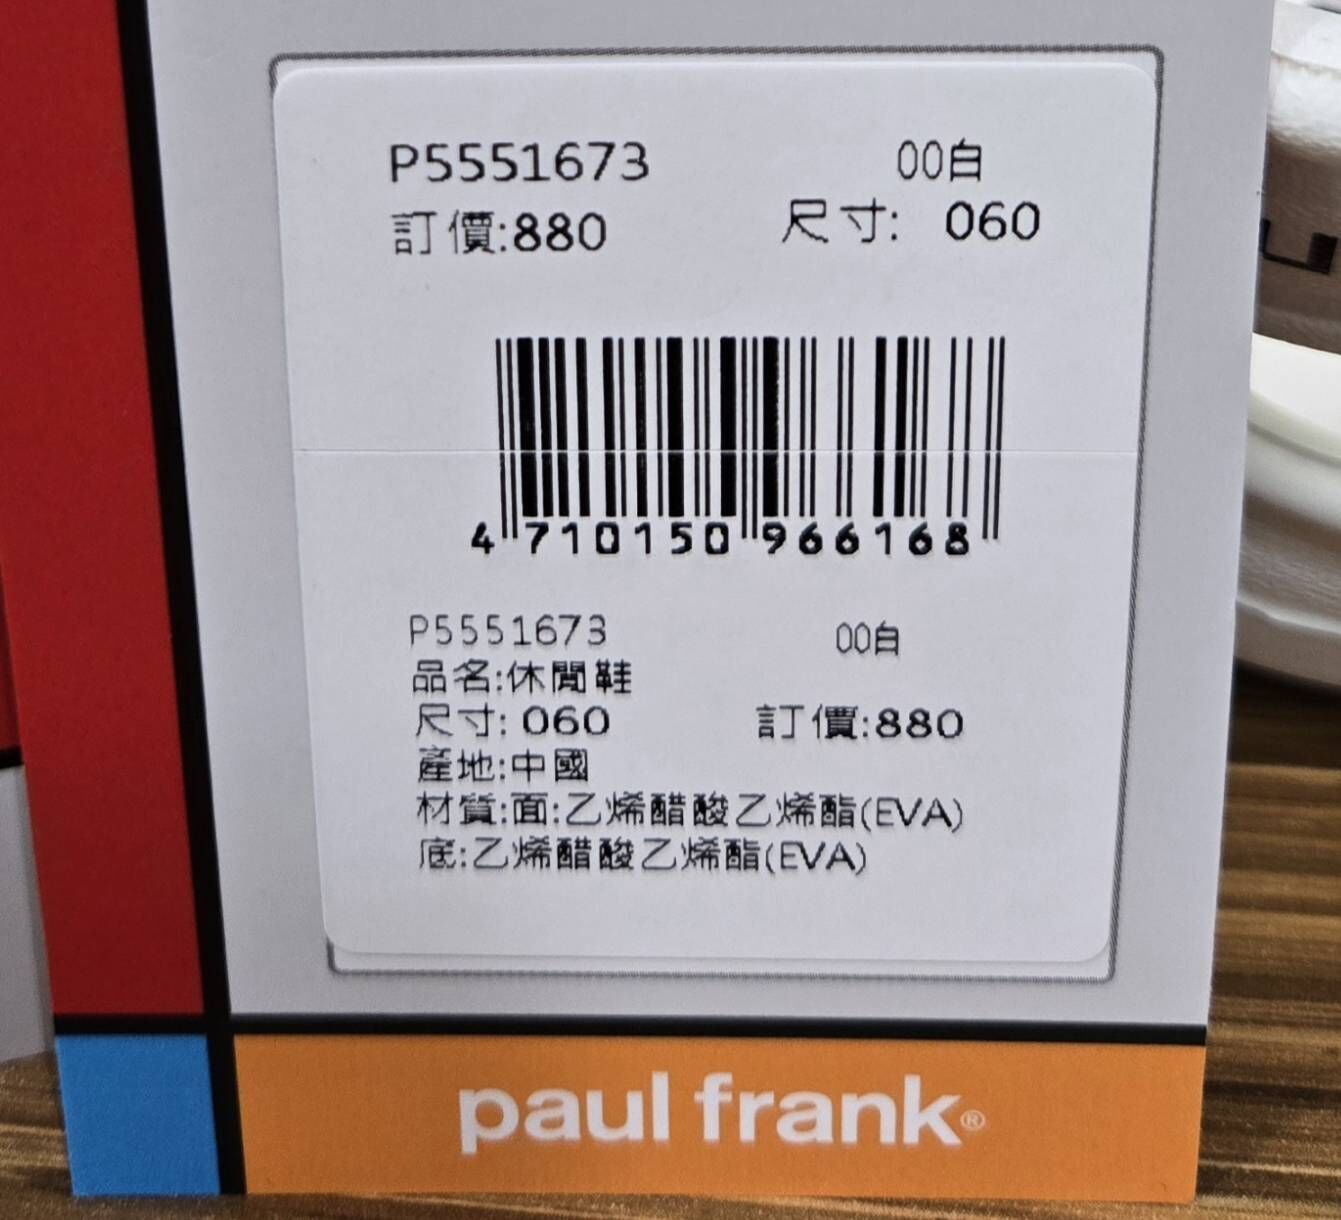 P5551673 00白
訂價:880 尺寸: 060
4 710150 966168
P5551673 00白
品名:休閒鞋
尺寸: 060 訂價:880
產地:中國
材質:面:乙烯醋酸乙烯酯(EVA)
底:乙烯醋酸乙烯酯(EVA)
paul frank®